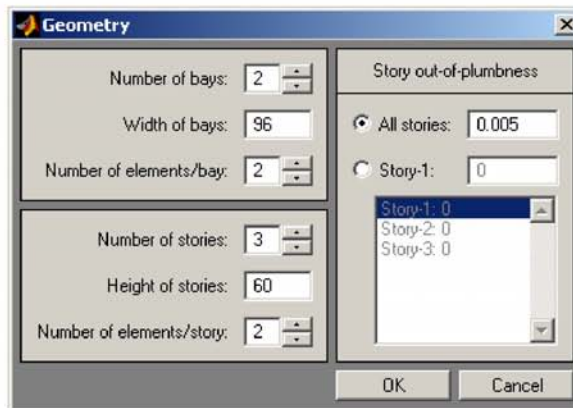 Geometry
Number of bays: 2
Width of bays: 96
Number of elements/bay: 2
Number of stories: 3
Height of stories: 60
Number of elements/story: 2
Story out-of-plumbness
All stories: 0.005
Story-1: 0
Story-1: 0
Story-2: 0
Story-3: 0
OK Cancel